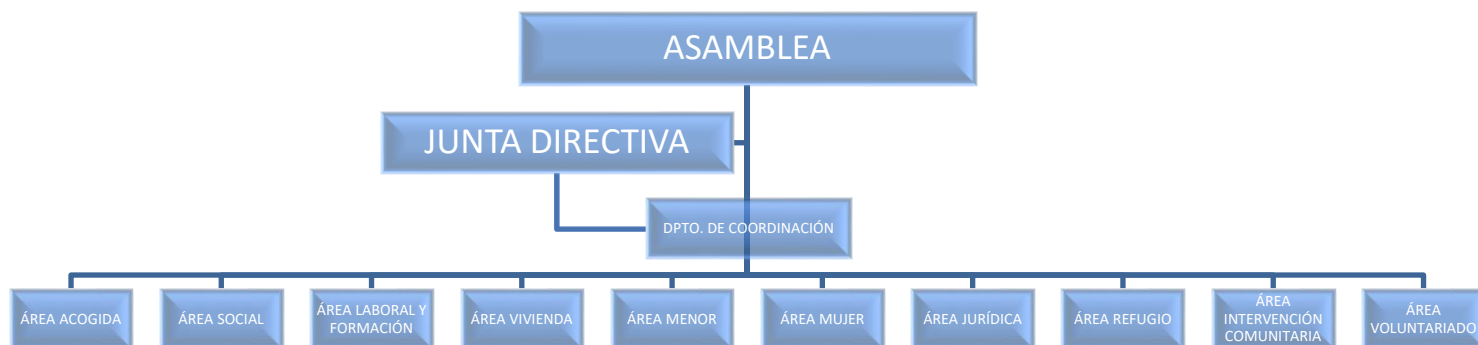 ASAMBLEA
JUNTA DIRECTIVA
DPTO. DE COORDINACIÓN
ÁREA ACOGIDA
ÁREA SOCIAL
ÁREA LABORAL Y
FORMACIÓN
ÁREA VIVIENDA
ÁREA MENOR
ÁREA MUJER
ÁREA JURÍDICA
ÁREA REFUGIO
ÁREA
INTERVENCIÓN
COMUNITARIA
ÁREA
VOLUNTARIADO